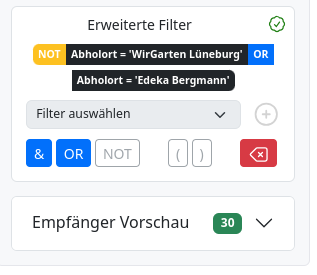 Erweiterte Filter
NOT Abholort = 'WirGarten Lüneburg' OR
Abholort = 'Edeka Bergmann'
Filter auswählen
& OR NOT ( )
Empfänger Vorschau 30